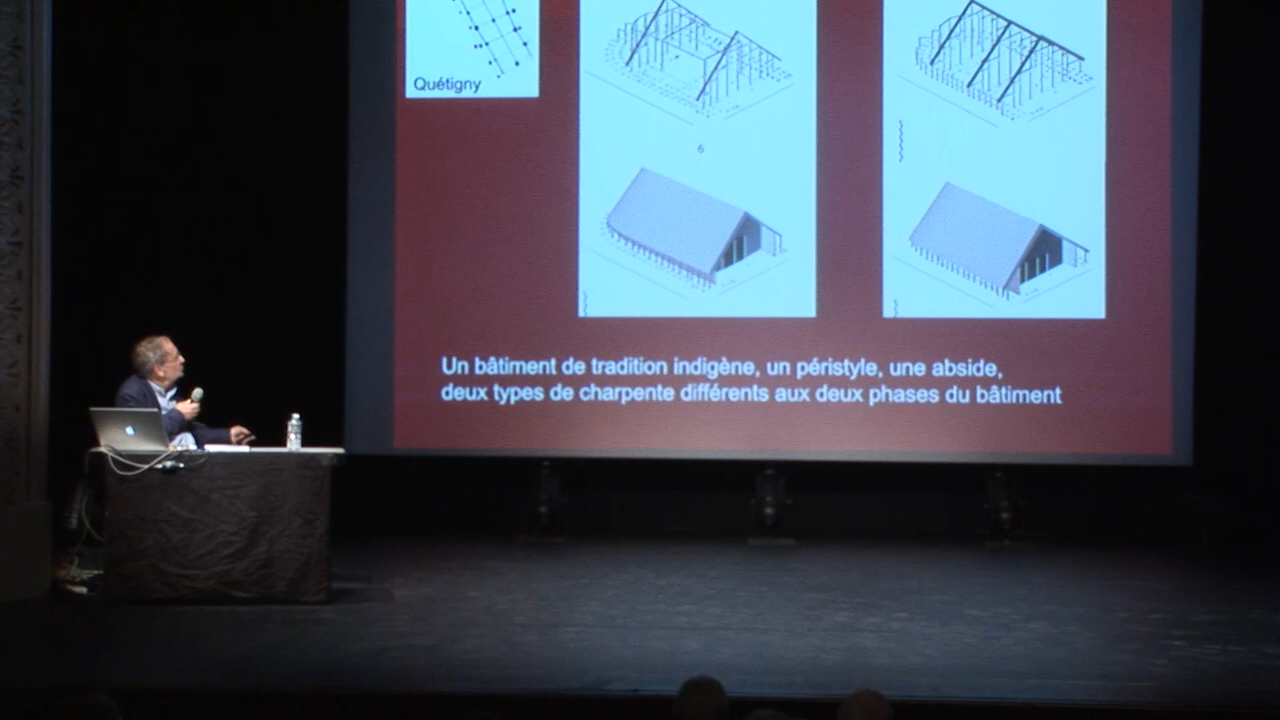 Quétigny
6
Un bâtiment de tradition indigène, un péristyle, une abside,
deux types de charpente différents aux deux phases du bâtiment